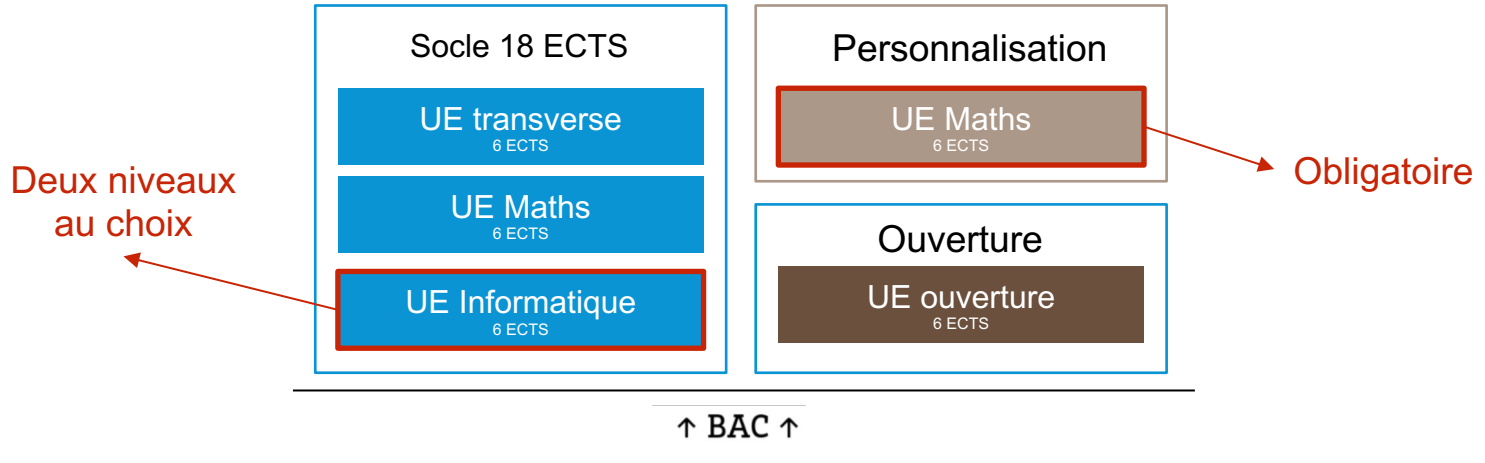 Socle 18 ECTS
UE transverse
6 ECTS
UE Maths
6 ECTS
UE Informatique
6 ECTS
Deux niveaux
au choix
Personnalisation
UE Maths
6 ECTS
Obligatoire
Ouverture
UE ouverture
6 ECTS
↑ BAC ↑